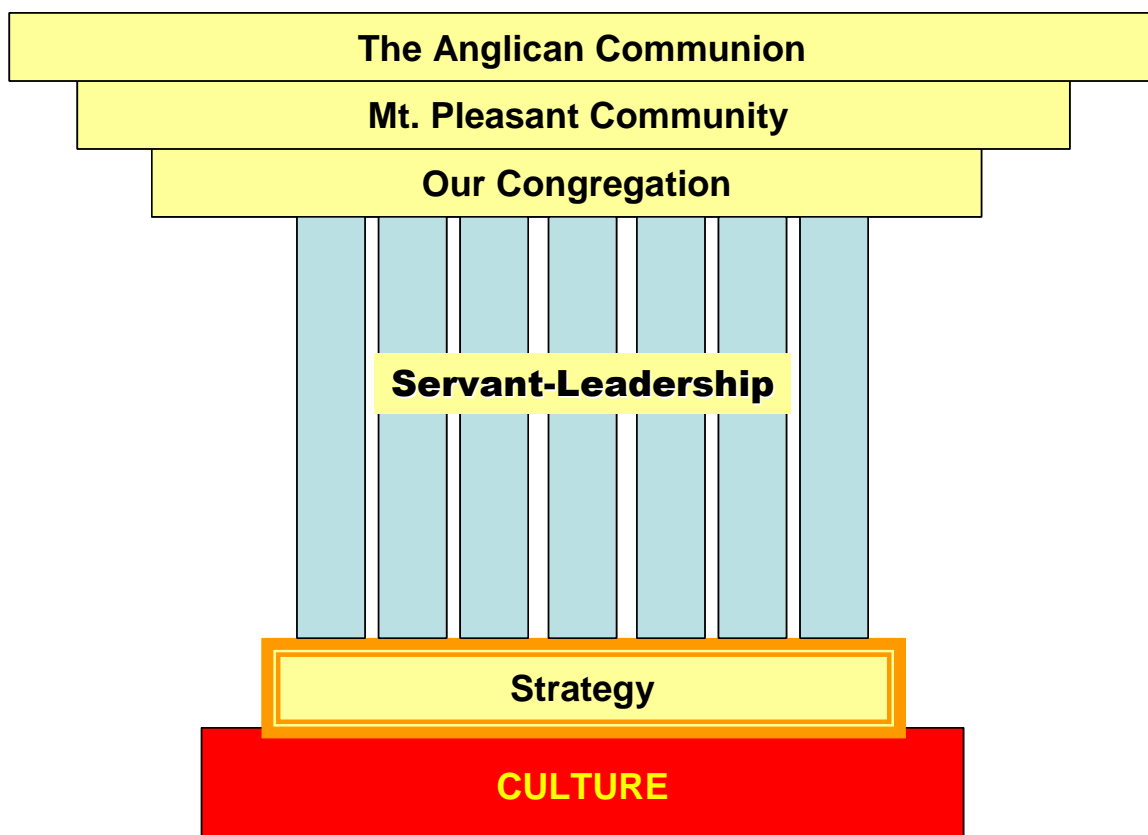 The Anglican Communion
Mt. Pleasant Community
Our Congregation
Servant-Leadership
Strategy
CULTURE